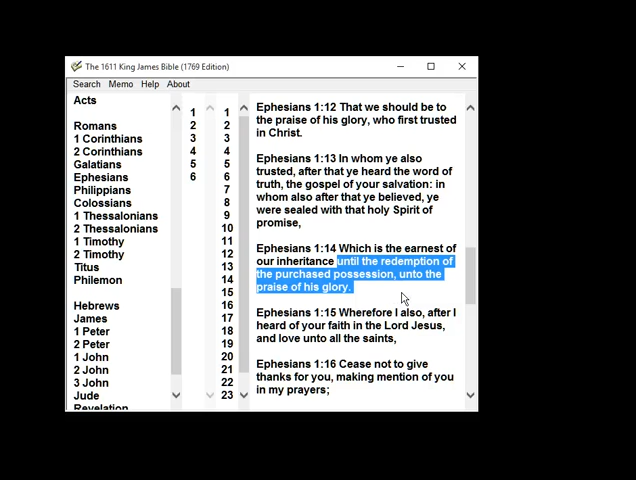 The 1611 King James Bible (1769 Edition)
Search Memo Help About
Acts
Romans
1 Corinthians
2 Corinthians
Galatians
Ephesians
Philippians
Colossians
1 Thessalonians
2 Thessalonians
1 Timothy
2 Timothy
Titus
Philemon
Hebrews
James
1 Peter
2 Peter
1 John
2 John
3 John
Jude
Revelation
1
2
3
4
5
6
1
2
3
4
5
6
7
8
9
10
11
12
13
14
15
16
17
18
19
20
21
22
23
Ephesians 1:12 That we should be to
the praise of his glory, who first trusted
in Christ.
Ephesians 1:13 In whom ye also
trusted, after that ye heard the word of
truth, the gospel of your salvation: in
whom also after that ye believed, ye
were sealed with that holy Spirit of
promise,
Ephesians 1:14 Which is the earnest of
our inheritance until the redemption of
the purchased possession, unto the
praise of his glory.
Ephesians 1:15 Wherefore I also, after I
heard of your faith in the Lord Jesus,
and love unto all the saints,
Ephesians 1:16 Cease not to give
thanks for you, making mention of you
in my prayers;